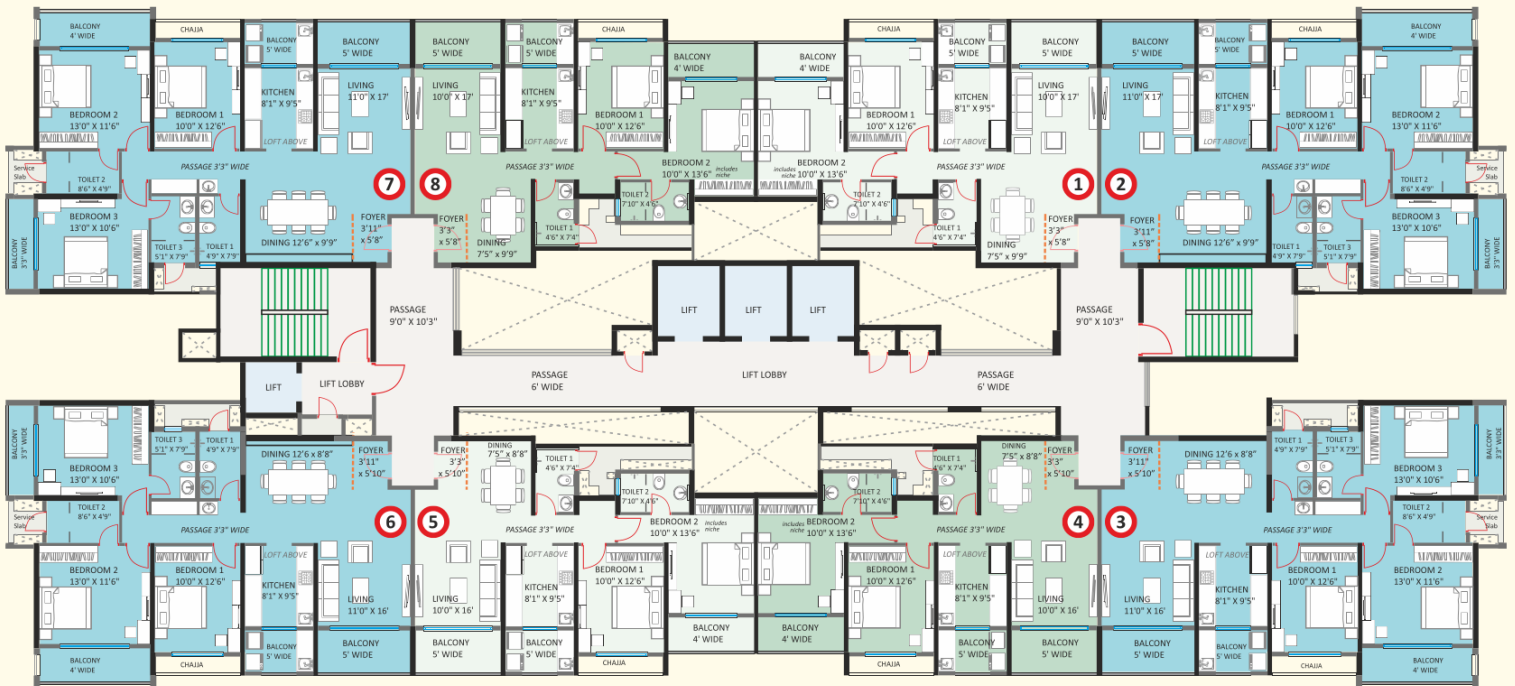 BALCONY
4' WIDE
CHAJJA
BALCONY
5' WIDE
BALCONY
5' WIDE
BEDROOM 2
13'0" X 11'6"
BEDROOM 1
10'0" X 12'6"
KITCHEN
8'1" X 9'5"
LOFT ABOVE
LIVING
11'0" X 17'
PASSAGE 3'3" WIDE
Service
Slab
TOILET 2
8'6" X 4'9"
7
BALCONY
3'3" WIDE
BEDROOM 3
13'0" X 10'6"
TOILET 3
5'1" X 7'9"
TOILET 1
4'9" X 7'9"
DINING 12'6" x 9'9"
FOYER
3'11"
x 5'8"
BALCONY
5' WIDE
BALCONY
5' WIDE
CHAJJA
BALCONY
4' WIDE
LIVING
10'0" X 17'
KITCHEN
8'1" X 9'5"
LOFT ABOVE
BEDROOM 1
10'0" X 12'6"
PASSAGE 3'3" WIDE
BEDROOM 2
10'0" X 13'6"
includes
niche
8
FOYER
3'3"
x 5'8"
DINING
7'5" x 9'9"
TOILET 1
4'6" X 7'4"
TOILET 2
7'10" X 4'6"
BALCONY
4' WIDE
CHAJJA
BALCONY
5' WIDE
BALCONY
5' WIDE
BEDROOM 1
10'0" X 12'6"
KITCHEN
8'1" X 9'5"
LOFT ABOVE
LIVING
10'0" X 17'
BEDROOM 2
10'0" X 13'6"
includes
niche
PASSAGE 3'3" WIDE
TOILET 2
7'10" X 4'6"
TOILET 1
4'6" X 7'4"
1
FOYER
3'3"
x 5'8"
DINING
7'5" x 9'9"
BALCONY
5' WIDE
BALCONY
5' WIDE
CHAJJA
BALCONY
4' WIDE
LIVING
11'0" X 17'
KITCHEN
8'1" X 9'5"
LOFT ABOVE
BEDROOM 1
10'0" X 12'6"
BEDROOM 2
13'0" X 11'6"
PASSAGE 3'3" WIDE
2
TOILET 2
8'6" X 4'9"
Service
Slab
FOYER
3'11"
x 5'8"
DINING 12'6" x 9'9"
TOILET 1
4'9" X 7'9"
TOILET 3
5'1" X 7'9"
BEDROOM 3
13'0" X 10'6"
BALCONY
3'3" WIDE
PASSAGE
9'0" X 10'3"
LIFT
LIFT
LIFT
PASSAGE
9'0" X 10'3"
LIFT
LIFT LOBBY
PASSAGE
6' WIDE
LIFT LOBBY
PASSAGE
6' WIDE
BALCONY
3'3" WIDE
BEDROOM 3
13'0" X 10'6"
TOILET 3
5'1" X 7'9"
TOILET 1
4'9" X 7'9"
DINING 12'6 x 8'8"
FOYER
3'11"
x 5'10"
Service
Slab
TOILET 2
8'6" X 4'9"
PASSAGE 3'3" WIDE
6
BEDROOM 2
13'0" X 11'6"
BEDROOM 1
10'0" X 12'6"
LOFT ABOVE
KITCHEN
8'1" X 9'5"
LIVING
11'0" X 16'
BALCONY
4' WIDE
CHAJJA
BALCONY
5' WIDE
BALCONY
5' WIDE
FOYER
3'3"
x 5'10"
DINING
7'5" x 8'8"
TOILET 1
4'6" X 7'4"
TOILET 2
7'10" X 4'6"
5
PASSAGE 3'3" WIDE
BEDROOM 2
10'0" X 13'6"
includes
niche
LOFT ABOVE
KITCHEN
8'1" X 9'5"
BEDROOM 1
10'0" X 12'6"
LIVING
10'0" X 16'
BALCONY
5' WIDE
BALCONY
5' WIDE
CHAJJA
BALCONY
4' WIDE
TOILET 2
7'10" X 4'6"
TOILET 1
4'6" X 7'4"
DINING
7'5" x 8'8"
FOYER
3'3"
x 5'10"
includes
niche
BEDROOM 2
10'0" X 13'6"
PASSAGE 3'3" WIDE
4
BEDROOM 1
10'0" X 12'6"
LOFT ABOVE
KITCHEN
8'1" X 9'5"
LIVING
10'0" X 16'
BALCONY
4' WIDE
CHAJJA
BALCONY
5' WIDE
BALCONY
5' WIDE
FOYER
3'11"
x 5'10"
DINING 12'6 x 8'8"
TOILET 1
4'9" X 7'9"
TOILET 3
5'1" X 7'9"
BEDROOM 3
13'0" X 10'6"
BALCONY
3'3" WIDE
3
PASSAGE 3'3" WIDE
TOILET 2
8'6" X 4'9"
Service
Slab
LIVING
11'0" X 16'
LOFT ABOVE
KITCHEN
8'1" X 9'5"
BEDROOM 1
10'0" X 12'6"
BEDROOM 2
13'0" X 11'6"
BALCONY
5' WIDE
BALCONY
5' WIDE
CHAJJA
BALCONY
4' WIDE